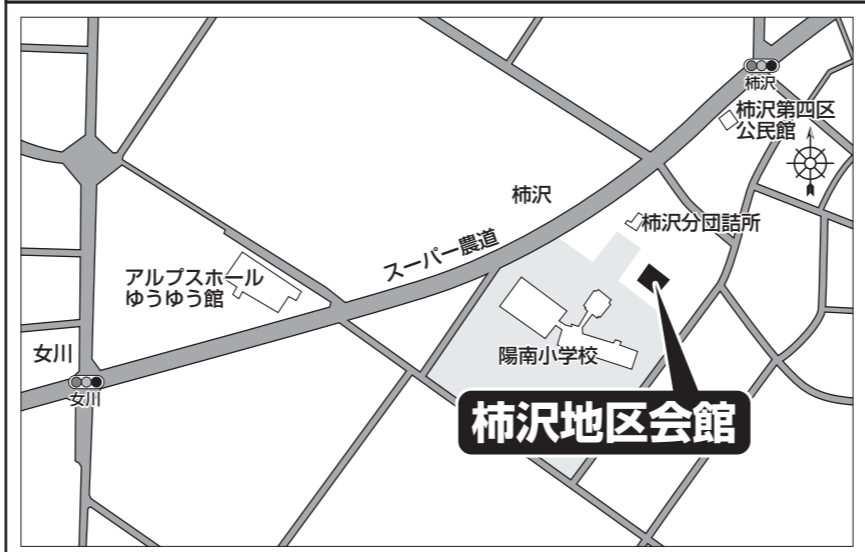 柿沢
柿沢第四区
公民館
柿沢
柿沢分団詰所
スーパー農道
アルプスホール
ゆうゆう館
陽南小学校
女川
女川
柿沢地区会館